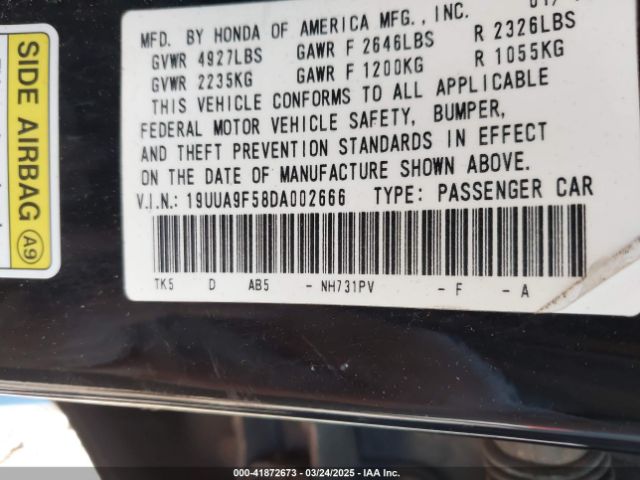 MFD. BY HONDA OF AMERICA MFG., INC.
GVWR 4927LBS GAWR F 2646LBS R 2326LBS
GVWR 2235KG GAWR F 1200KG R 1055KG
THIS VEHICLE CONFORMS TO ALL APPLICABLE
FEDERAL MOTOR VEHICLE SAFETY, BUMPER,
AND THEFT PREVENTION STANDARDS IN EFFECT
ON THE DATE OF MANUFACTURE SHOWN ABOVE.
V.I.N.: 19UUA9F58DA002666 TYPE: PASSENGER CAR
TK5 D AB5 - NH731PV - F - A
SIDE AIRBAG A9
000-41872673 - 03/24/2025 - IAA Inc.